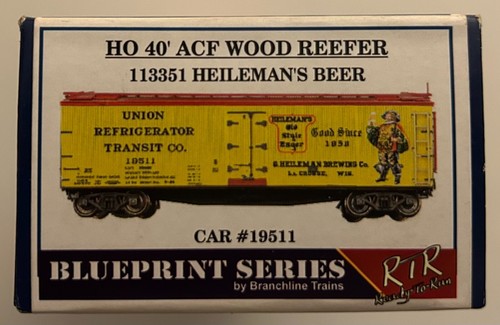 HO 40' ACF WOOD REEFER
113351 HEILEMAN'S BEER
UNION
REFRIGERATOR
TRANSIT CO.
19511
HEILEMAN'S
Old
Style
Lager
Good Since
G. HEILEMAN BREWING CO.
LA CROSSE, WIS.
CAR #19511
BLUEPRINT SERIES
by Branchline Trains
RTR
Ready-To-Run